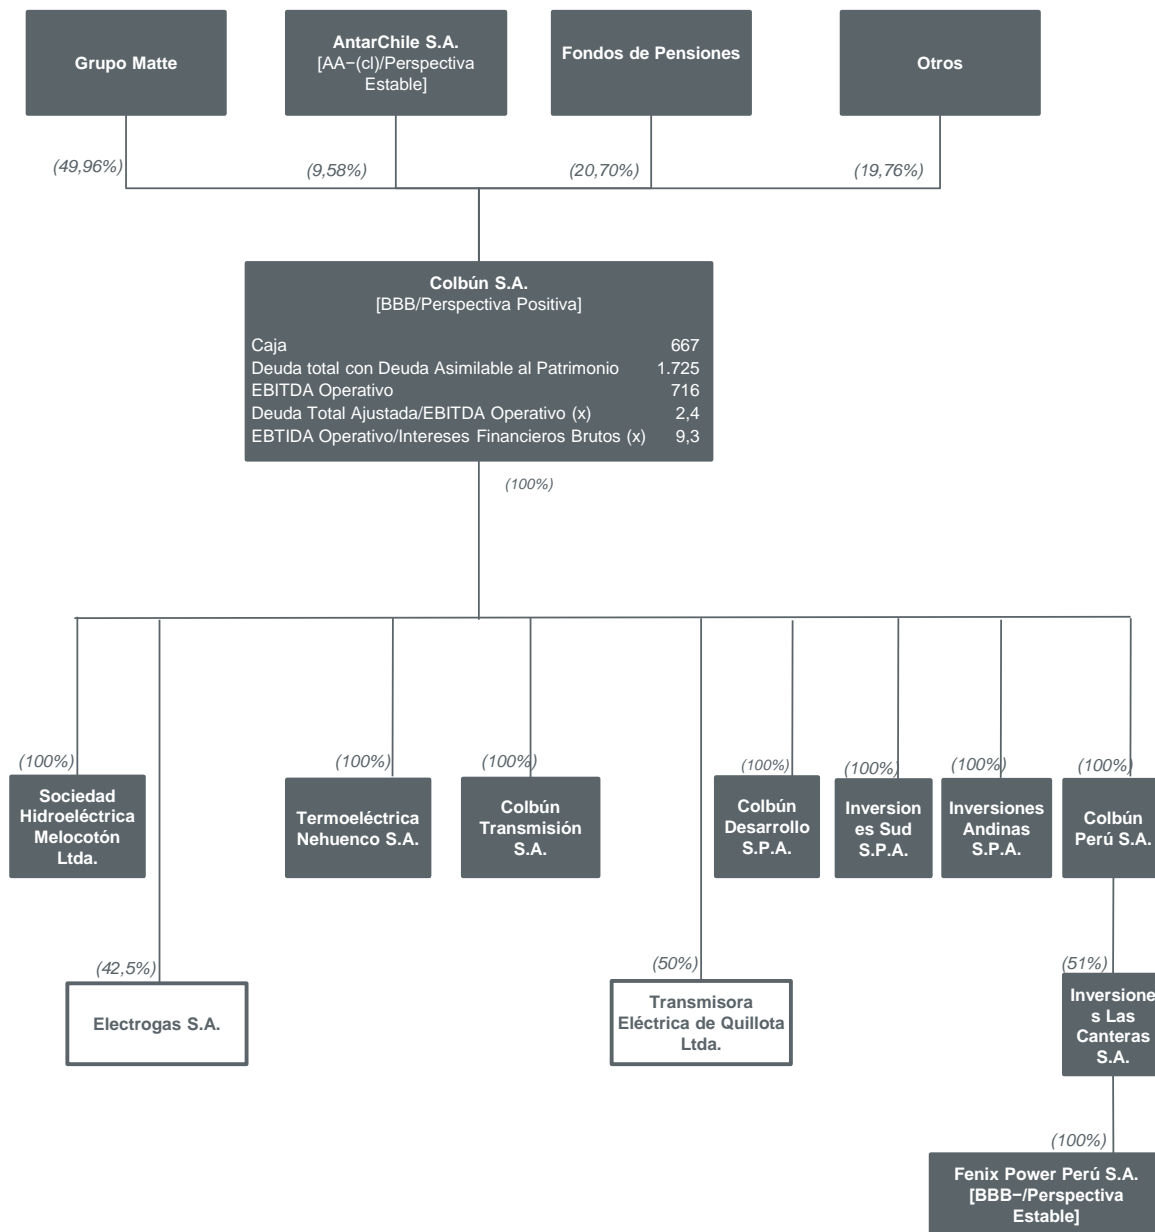 Grupo Matte
AntarChile S.A.
[AA−(cl)/Perspectiva
Estable]
Fondos de Pensiones
Otros
(49,96%)
(9,58%)
(20,70%)
(19,76%)
Colbún S.A.
[BBB/Perspectiva Positiva]
Caja 667
Deuda total con Deuda Asimilable al Patrimonio 1.725
EBITDA Operativo 716
Deuda Total Ajustada/EBITDA Operativo (x) 2,4
EBTIDA Operativo/Intereses Financieros Brutos (x) 9,3
(100%)
(100%)
Sociedad
Hidroeléctrica
Melocotón
Ltda.
(100%)
Termoeléctrica
Nehuenco S.A.
(100%)
Colbún
Transmisión
S.A.
(100%)
Colbún
Desarrollo
S.P.A.
(100%)
Inversion
es Sud
S.P.A.
(100%)
Inversiones
Andinas
S.P.A.
(100%)
Colbún
Perú S.A.
(42,5%)
Electrogas S.A.
(50%)
Transmisora
Eléctrica de Quillota
Ltda.
(51%)
Inversione
s Las
Canteras
S.A.
(100%)
Fenix Power Perú S.A.
[BBB−/Perspectiva
Estable]